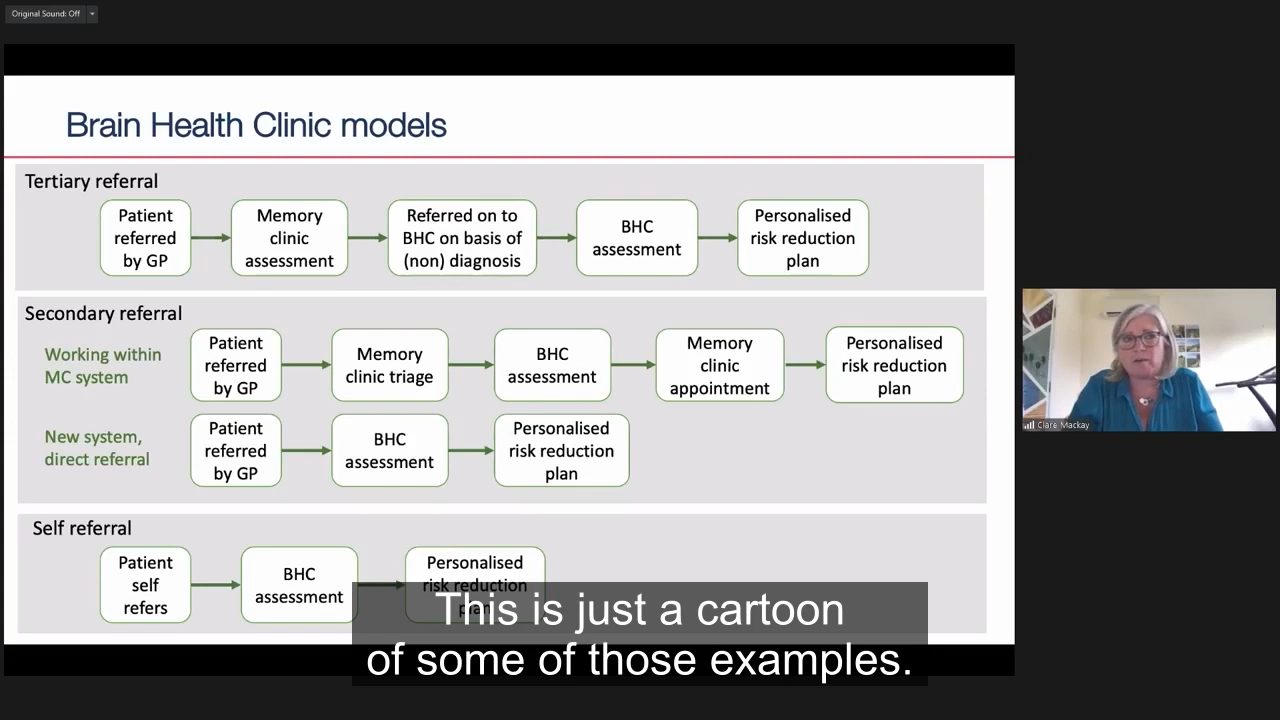 Original Sound: Off
Brain Health Clinic models
Tertiary referral
Patient
referred
by GP
Memory
clinic
assessment
Referred on to
BHC on basis of
(non) diagnosis
BHC
assessment
Personalised
risk reduction
plan
Secondary referral
Working within
MC system
Patient
referred
by GP
Memory
clinic triage
BHC
assessment
Memory
clinic
appointment
Personalised
risk reduction
plan
New system,
direct referral
Patient
referred
by GP
BHC
assessment
Personalised
risk reduction
plan
Self referral
Patient
self
refers
BHC
assessment
Personalised
risk reduction
plan
Clare Mackay
This is just a cartoon
of some of those examples.